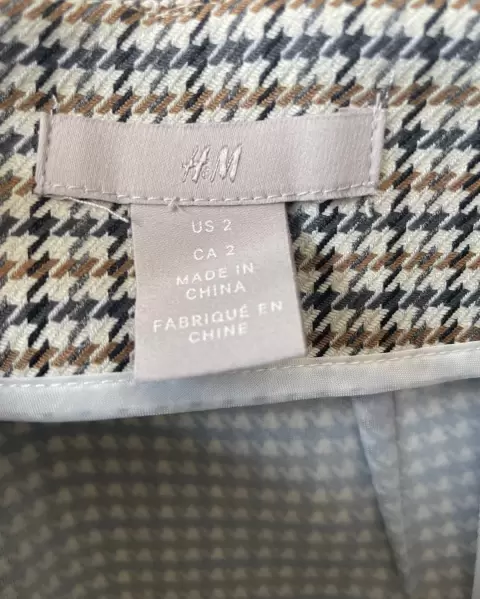 H&M
US 2
CA 2
MADE IN
CHINA
FABRIQUÉ EN
CHINE